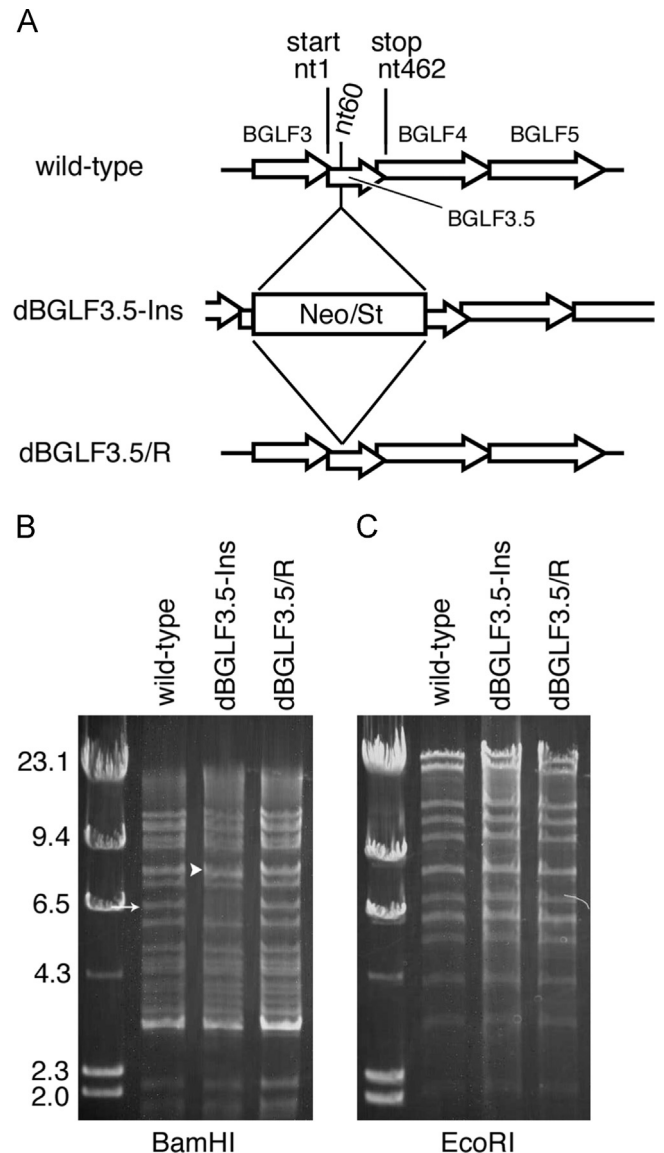 A
start
nt1
stop
nt462
nt60
BGLF3
BGLF4
BGLF5
wild-type
BGLF3.5
dBGLF3.5-Ins
Neo/St
dBGLF3.5/R
B
wild-type
dBGLF3.5-Ins
dBGLF3.5/R
23.1
9.4
6.5
4.3
2.3
2.0
BamHI
C
wild-type
dBGLF3.5-Ins
dBGLF3.5/R
EcoRI